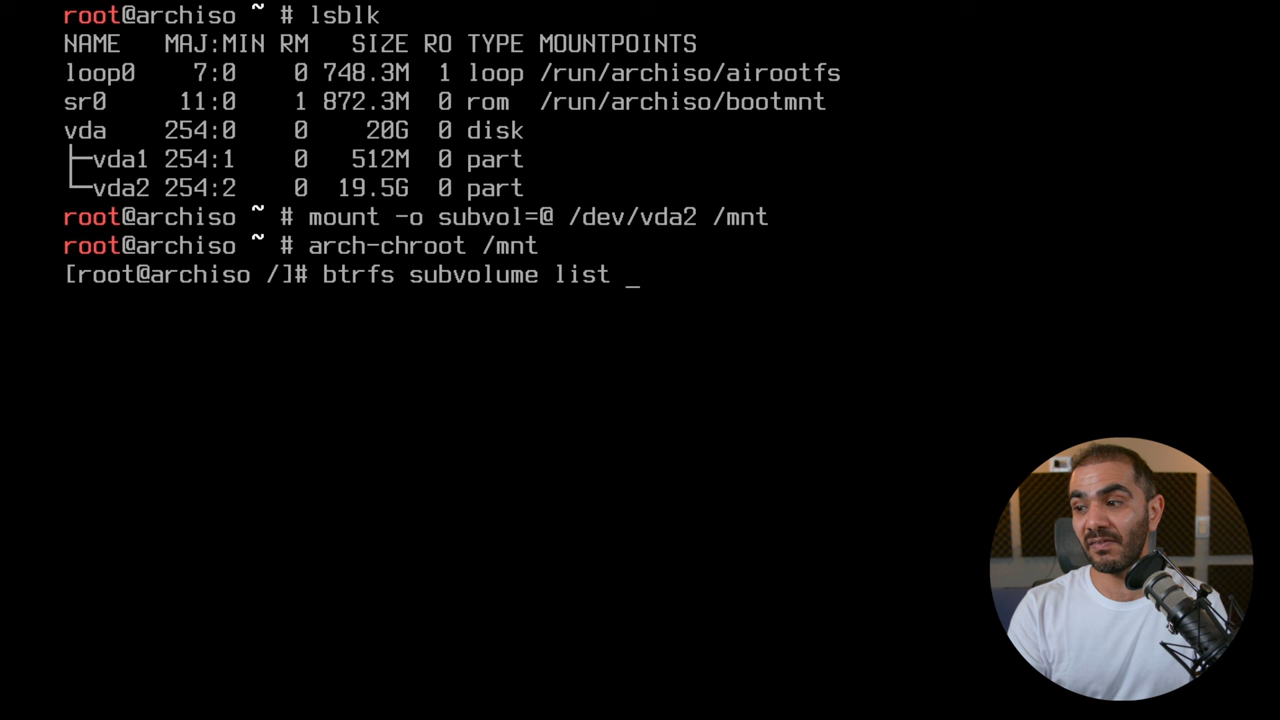 root@archiso ~ # lsblk
NAME   MAJ:MIN RM   SIZE RO TYPE MOUNTPOINTS
loop0    7:0    0 748.3M  1 loop /run/archiso/airootfs
sr0     11:0    1 872.3M  0 rom  /run/archiso/bootmnt
vda    254:0    0    20G  0 disk
├─vda1 254:1    0   512M  0 part
└─vda2 254:2    0  19.5G  0 part
root@archiso ~ # mount -o subvol=@ /dev/vda2 /mnt
root@archiso ~ # arch-chroot /mnt
[root@archiso /]# btrfs subvolume list _